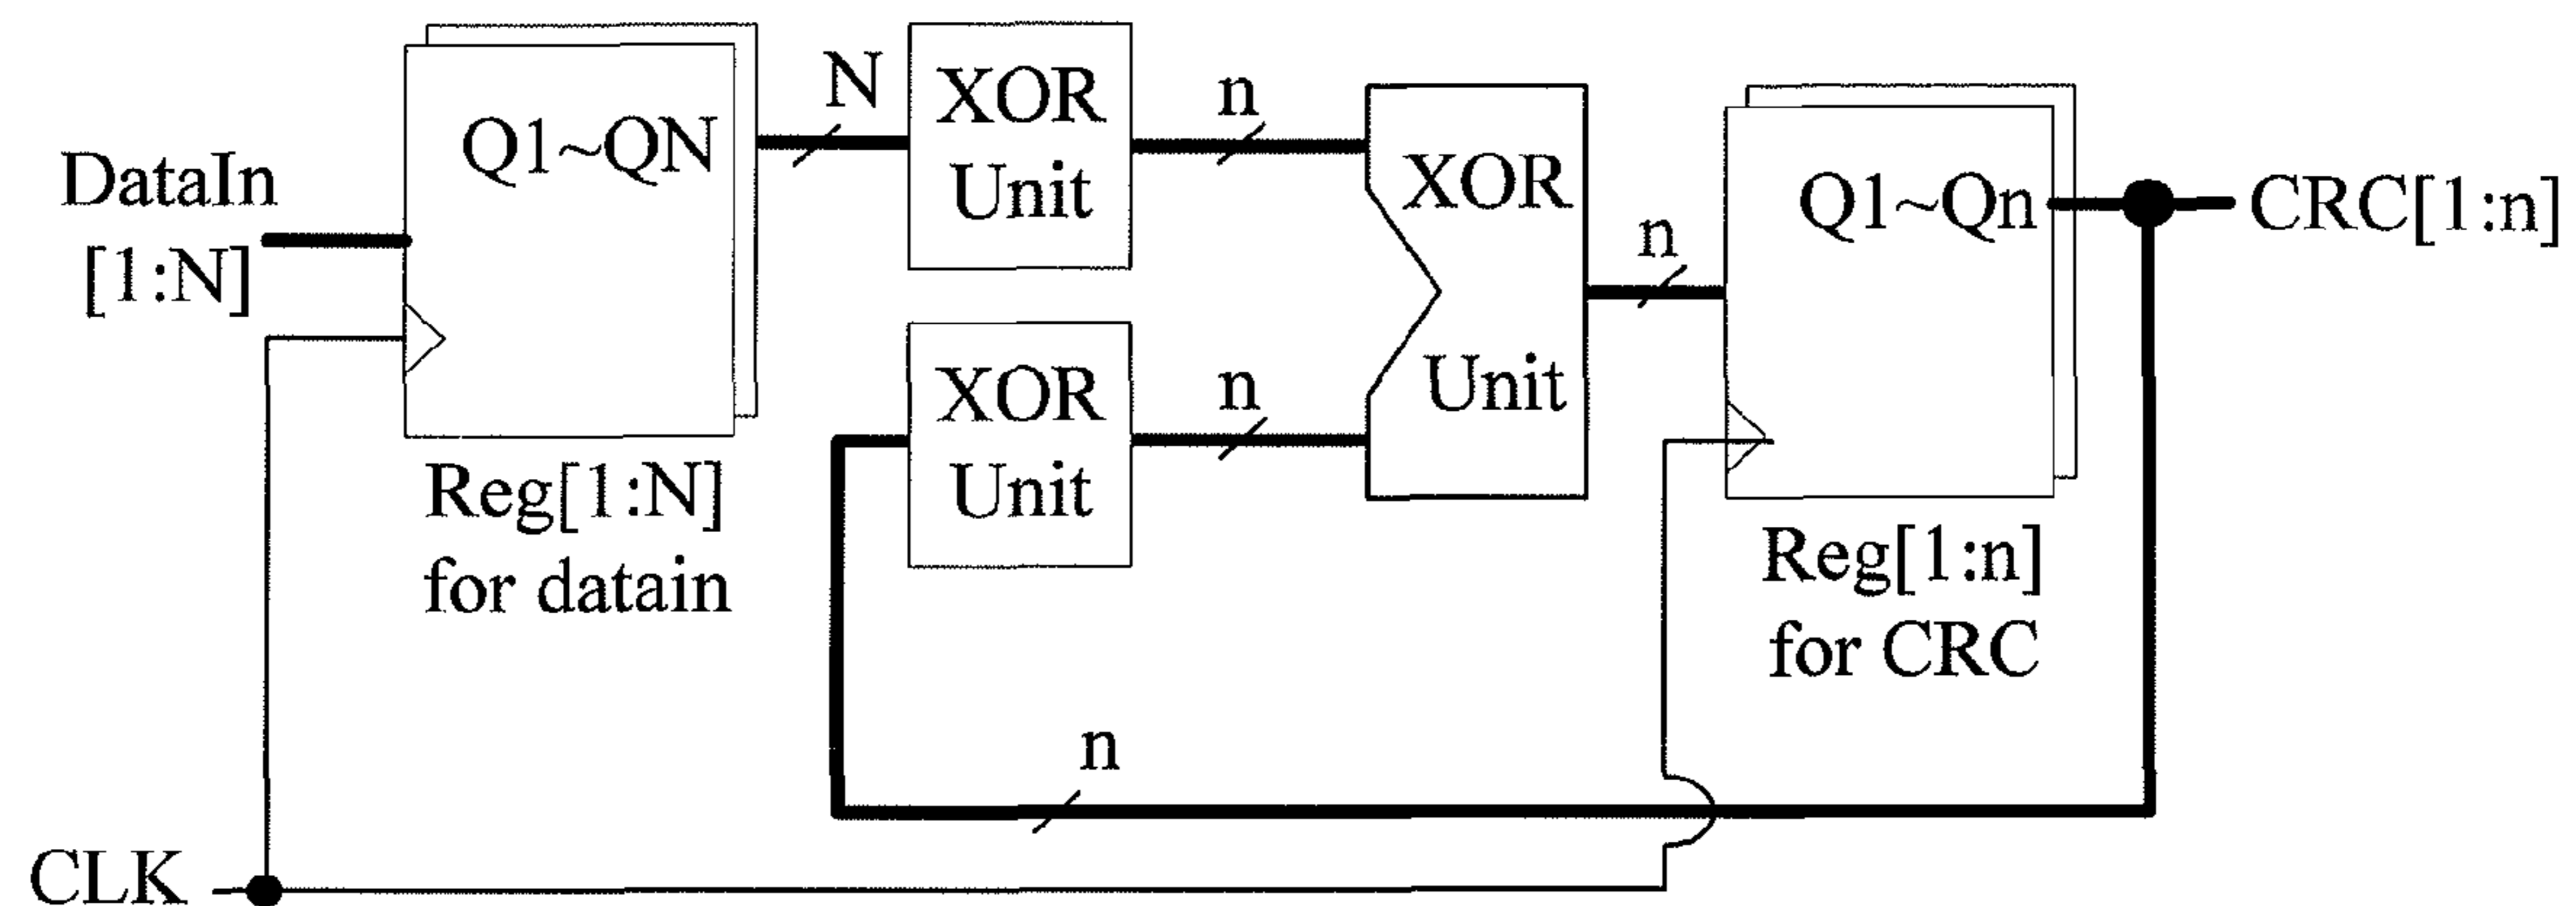 DataIn
[1:N]
Q1~QN
Reg[1:N]
for datain
N
XOR
Unit
n
XOR
Unit
n
XOR
Unit
n
Q1~Qn
Reg[1:n]
for CRC
CRC[1:n]
n
CLK